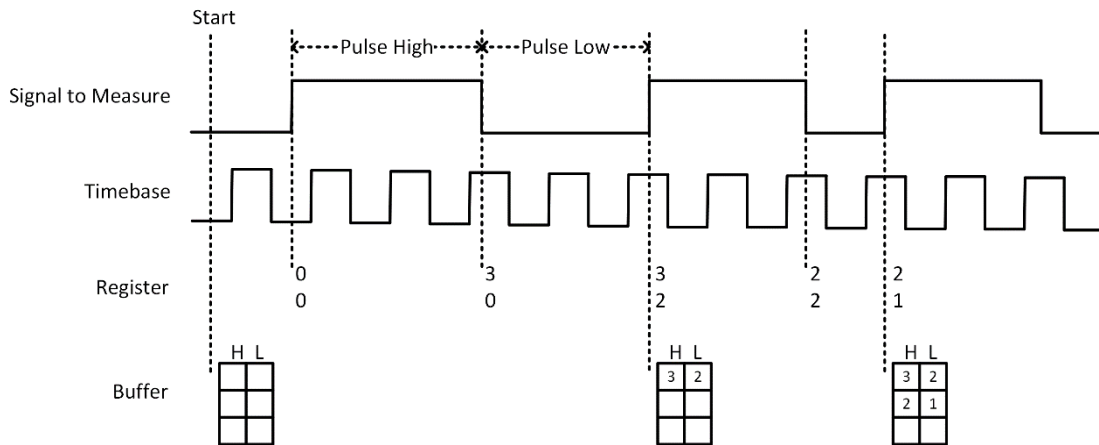 Start
Pulse High Pulse Low
Signal to Measure
Timebase
Register
0 3 3 2 2
0 0 2 2 1
H L H L H L
3 2 3 2
Buffer
2 1